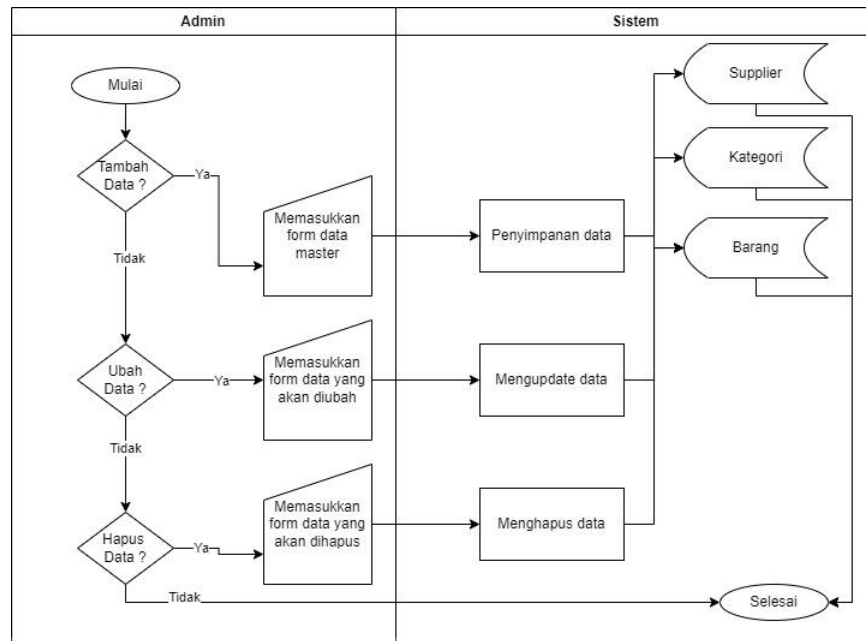 Admin
Sistem
Mulai
Supplier
Tambah
Data ?
Ya
Kategori
Memasukkan
form data
master
Penyimpanan data
Barang
Tidak
Ubah
Data ?
Ya
Memasukkan
form data yang
akan diubah
Mengupdate data
Tidak
Hapus
Data ?
Ya
Memasukkan
form data yang
akan dihapus
Menghapus data
Tidak
Selesai